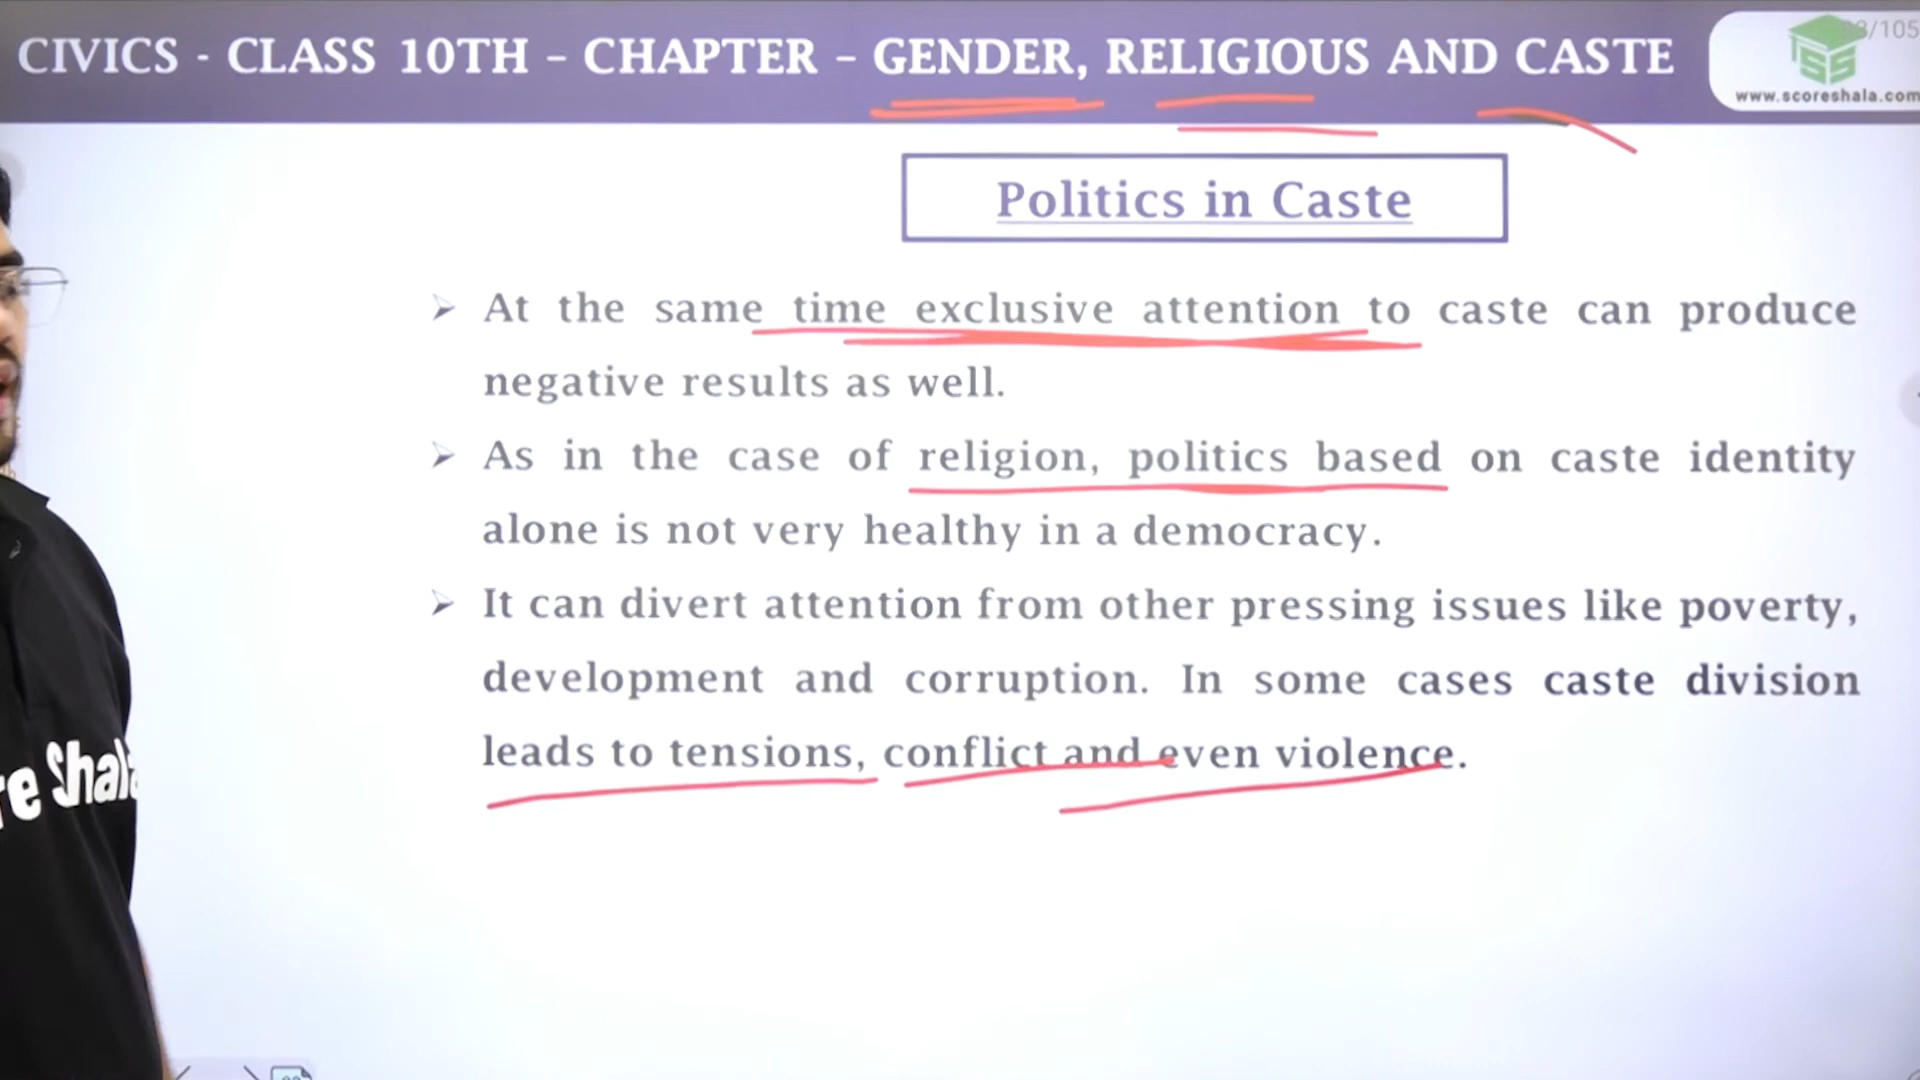 CIVICS - CLASS 10TH – CHAPTER – GENDER, RELIGIOUS AND CASTE
/105
www.scoreshala.com
Politics in Caste
➢ At the same time exclusive attention to caste can produce
negative results as well.
➢ As in the case of religion, politics based on caste identity
alone is not very healthy in a democracy.
➢ It can divert attention from other pressing issues like poverty,
development and corruption. In some cases caste division
leads to tensions, conflict and even violence.
re Shala